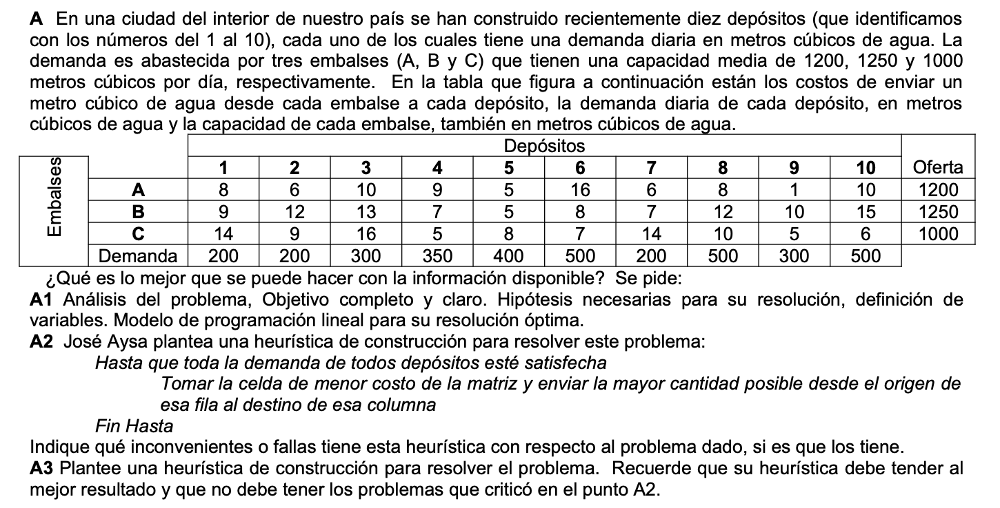 A En una ciudad del interior de nuestro país se han construido recientemente diez depósitos (que identificamos
con los números del 1 al 10), cada uno de los cuales tiene una demanda diaria en metros cúbicos de agua. La
demanda es abastecida por tres embalses (A, B y C) que tienen una capacidad media de 1200, 1250 y 1000
metros cúbicos por día, respectivamente. En la tabla que figura a continuación están los costos de enviar un
metro cúbico de agua desde cada embalse a cada depósito, la demanda diaria de cada depósito, en metros
cúbicos de agua y la capacidad de cada embalse, también en metros cúbicos de agua.
Depósitos
Embalses
1 2 3 4 5 6 7 8 9 10 Oferta
A 8 6 10 9 5 16 6 8 1 10 1200
B 9 12 13 7 5 8 7 12 10 15 1250
C 14 9 16 5 8 7 14 10 5 6 1000
Demanda 200 200 300 350 400 500 200 500 300 500
¿Qué es lo mejor que se puede hacer con la información disponible? Se pide:
A1 Análisis del problema, Objetivo completo y claro. Hipótesis necesarias para su resolución, definición de
variables. Modelo de programación lineal para su resolución óptima.
A2 José Aysa plantea una heurística de construcción para resolver este problema:
Hasta que toda la demanda de todos depósitos esté satisfecha
Tomar la celda de menor costo de la matriz y enviar la mayor cantidad posible desde el origen de
esa fila al destino de esa columna
Fin Hasta
Indique qué inconvenientes o fallas tiene esta heurística con respecto al problema dado, si es que los tiene.
A3 Plantee una heurística de construcción para resolver el problema. Recuerde que su heurística debe tender al
mejor resultado y que no debe tener los problemas que criticó en el punto A2.